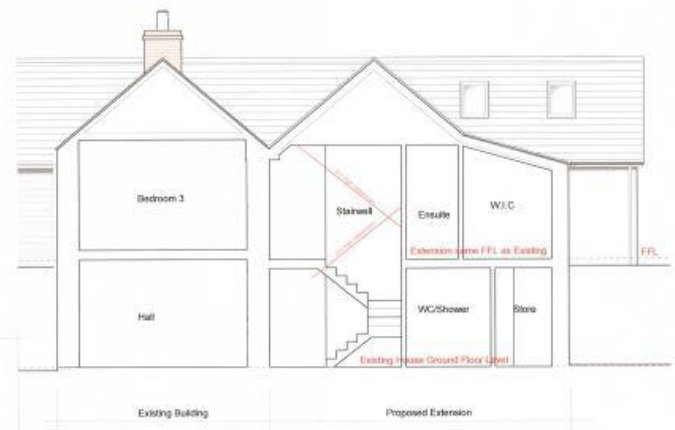 Bedroom 3
Stairwell
Ensuite
W.I.C
Extension same FFL as Existing
FFL
Hall
WC/Shower
Store
Existing House Ground Floor Level
Existing Building
Proposed Extension